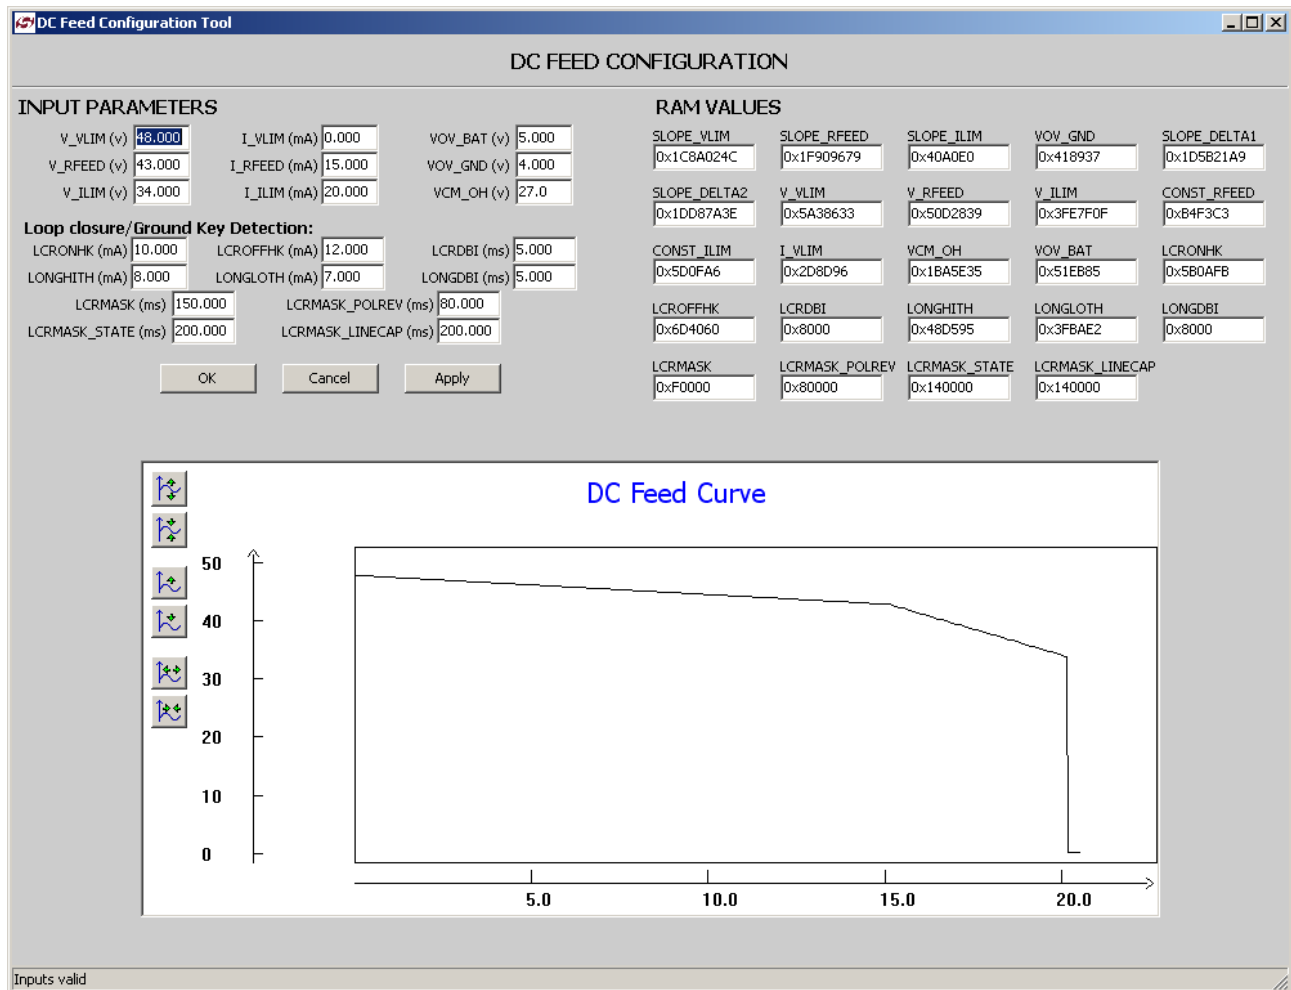 DC Feed Configuration Tool
DC FEED CONFIGURATION
INPUT PARAMETERS
V_VLIM (v) 48.000 I_VLIM (mA) 0.000 VOV_BAT (v) 5.000
V_RFEED (v) 43.000 I_RFEED (mA) 15.000 VOV_GND (v) 4.000
V_ILIM (v) 34.000 I_ILIM (mA) 20.000 VCM_OH (v) 27.0
Loop closure/Ground Key Detection:
LCRONHK (mA) 10.000 LCROFFHK (mA) 12.000 LCRDBI (ms) 5.000
LONGHITH (mA) 8.000 LONGLOTH (mA) 7.000 LONGDBI (ms) 5.000
LCRMASK (ms) 150.000 LCRMASK_POLREV (ms) 80.000
LCRMASK_STATE (ms) 200.000 LCRMASK_LINECAP (ms) 200.000
OK Cancel Apply
RAM VALUES
SLOPE_VLIM SLOPE_RFEED SLOPE_ILIM VOV_GND SLOPE_DELTA1
0x1C8A024C 0x1F909679 0x40A0E0 0x418937 0x1D5B21A9
SLOPE_DELTA2 V_VLIM V_RFEED V_ILIM CONST_RFEED
0x1DD87A3E 0x5A38633 0x50D2839 0x3FE7F0F 0xB4F3C3
CONST_ILIM I_VLIM VCM_OH VOV_BAT LCRONHK
0x5D0FA6 0x2D8D96 0x1BA5E35 0x51EB85 0x5B0AFB
LCROFFHK LCRDBI LONGHITH LONGLOTH LONGDBI
0x6D4060 0x8000 0x48D595 0x3FBAE2 0x8000
LCRMASK LCRMASK_POLREV LCRMASK_STATE LCRMASK_LINECAP
0xF0000 0x80000 0x140000 0x140000
DC Feed Curve
50
40
30
20
10
0
5.0 10.0 15.0 20.0
Inputs valid